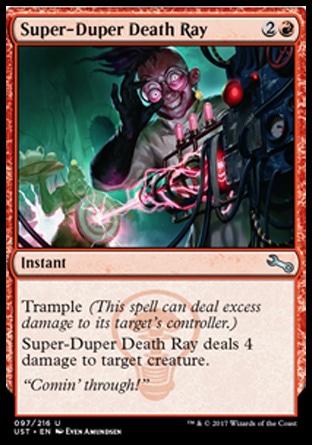 Super-Duper Death Ray 2
Instant
Trample (This spell can deal excess
damage to its target's controller.)
Super-Duper Death Ray deals 4
damage to target creature.
"Comin' through!"
097/216 U
UST • EN Even Amundsen
™ & © 2017 Wizards of the Coast